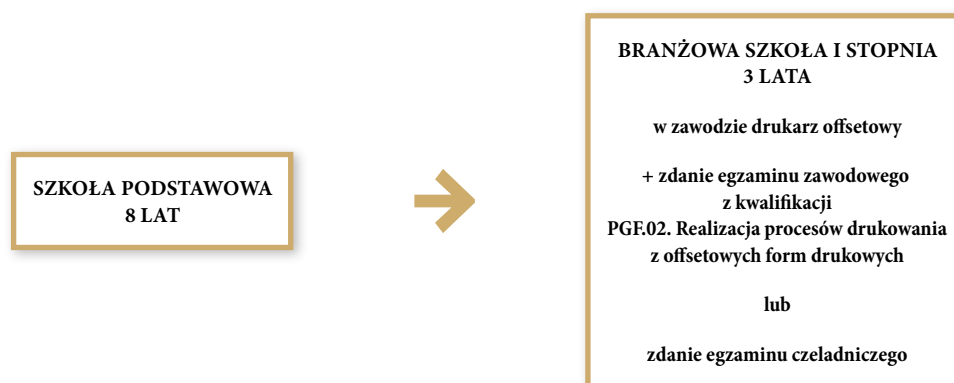 SZKOŁA PODSTAWOWA
8 LAT
BRANŻOWA SZKOŁA I STOPNIA
3 LATA
w zawodzie drukarz offsetowy
+ zdanie egzaminu zawodowego
z kwalifikacji
PGF.02. Realizacja procesów drukowania
z offsetowych form drukowych
lub
zdanie egzaminu czeladniczego